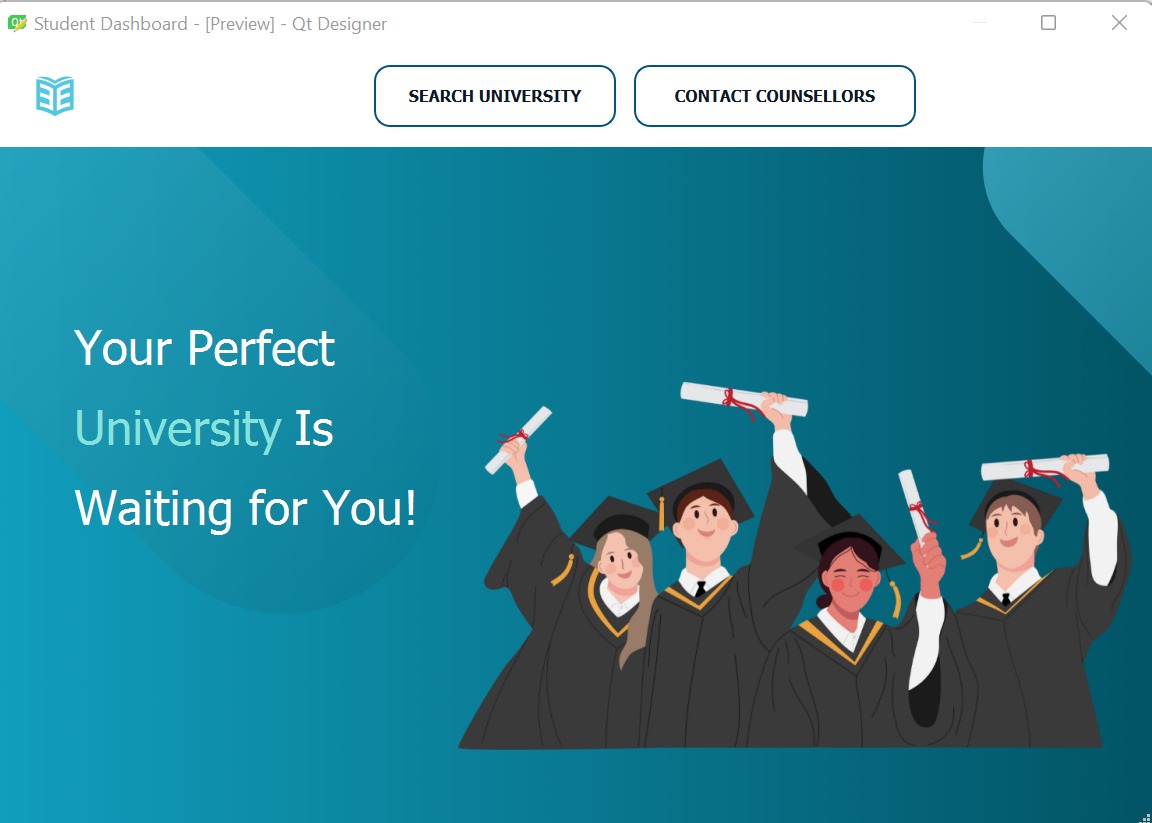 Student Dashboard - [Preview] - Qt Designer
SEARCH UNIVERSITY
CONTACT COUNSELLORS
Your Perfect
University Is
Waiting for You!